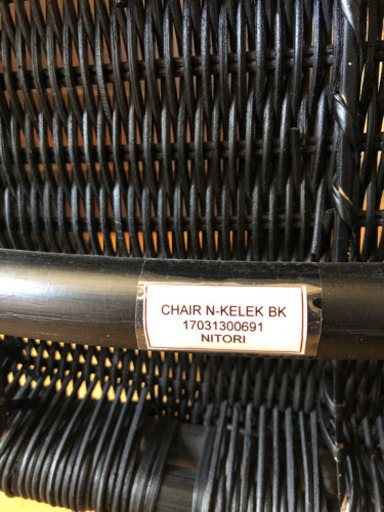 CHAIR N-KELEK BK
17031300691
NITORI